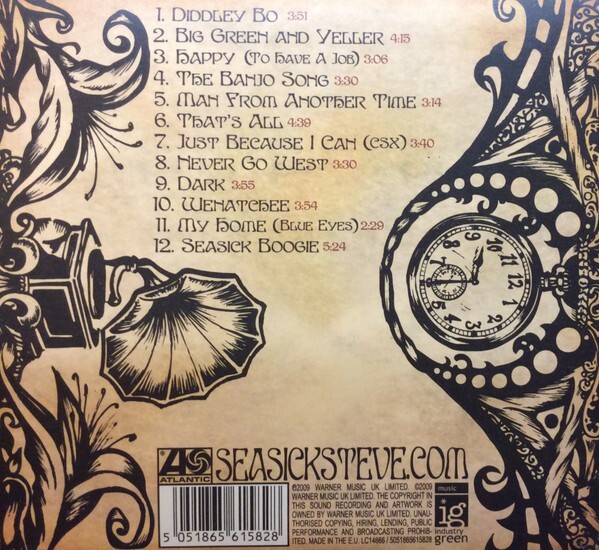 1. Diddley Bo 3:51
2. Big Green and Yeller 4:15
3. Happy (To Have A Job) 3:06
4. The Banjo Song 3:30
5. Man From Another Time 3:14
6. That's All 4:39
7. Just Because I Can (CSX) 3:40
8. Never Go West 3:30
9. Dark 3:55
10. Wenatchee 3:54
11. My Home (Blue Eyes) 2:29
12. Seasick Boogie 5:24
ATLANTIC
SEASICKSTEVE.COM
℗2009 WARNER MUSIC UK LIMITED. ©2009
WARNER MUSIC UK LIMITED. THE COPYRIGHT IN
THIS SOUND RECORDING AND ARTWORK IS
OWNED BY WARNER MUSIC UK LIMITED. UNAU-
THORISED COPYING, HIRING, LENDING, PUBLIC
PERFORMANCE AND BROADCASTING PROHIB-
ITED. MADE IN THE E.U. LC14666 / 5051865615828
5 051865 615828
music
ig
industry
green